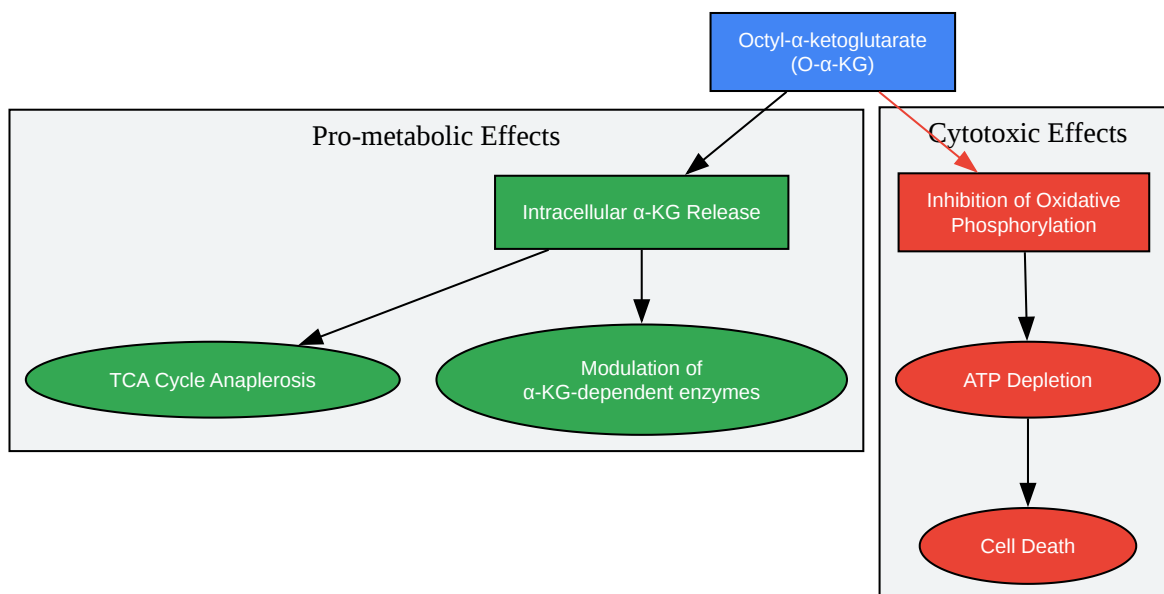 Octyl-α-ketoglutarate
(O-α-KG)
Pro-metabolic Effects
Cytotoxic Effects
Intracellular α-KG Release
Inhibition of Oxidative
Phosphorylation
TCA Cycle Anaplerosis
Modulation of
α-KG-dependent enzymes
ATP Depletion
Cell Death